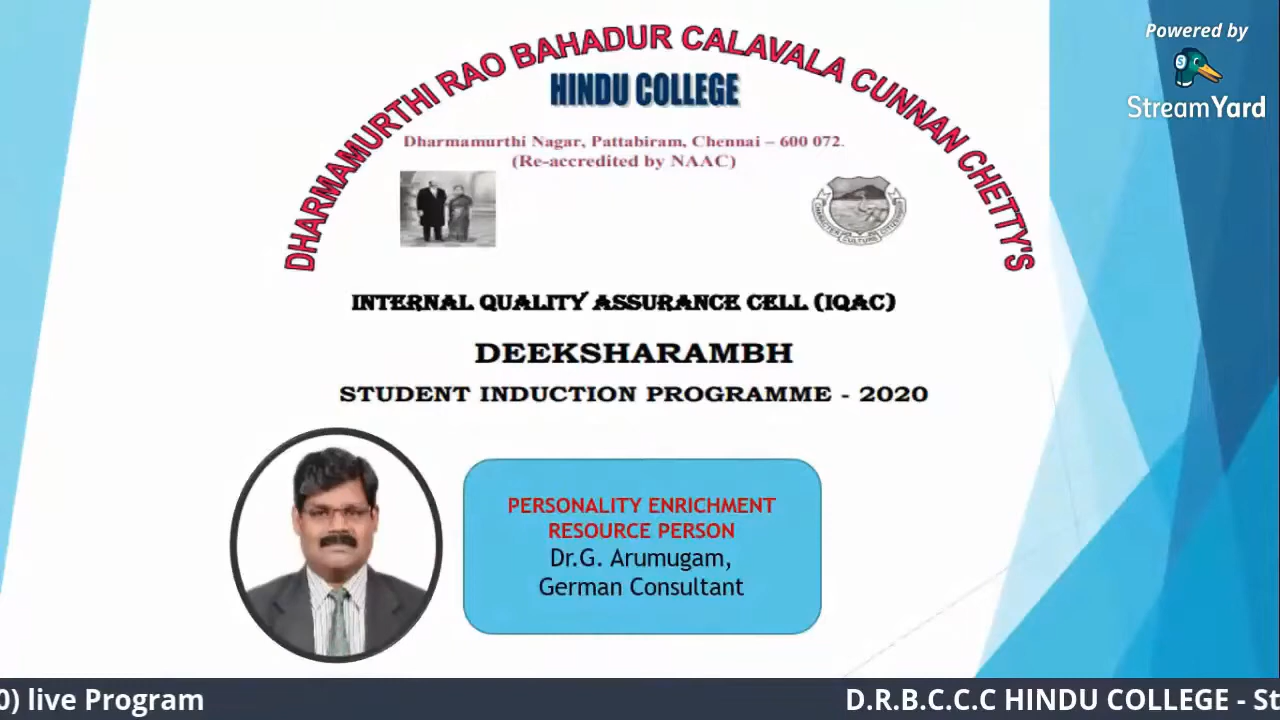 DHARMAMURTHI RAO BAHADUR CALAVALA CUNNAN CHETTY'S
HINDU COLLEGE
Dharmamurthi Nagar, Pattabiram, Chennai – 600 072.
(Re-accredited by NAAC)
CHARACTER CULTURE
INTERNAL QUALITY ASSURANCE CELL (IQAC)
DEEKSHARAMBH
STUDENT INDUCTION PROGRAMME - 2020
PERSONALITY ENRICHMENT
RESOURCE PERSON
Dr.G. Arumugam,
German Consultant
Powered by
S
StreamYard
0) live Program
D.R.B.C.C.C HINDU COLLEGE - St